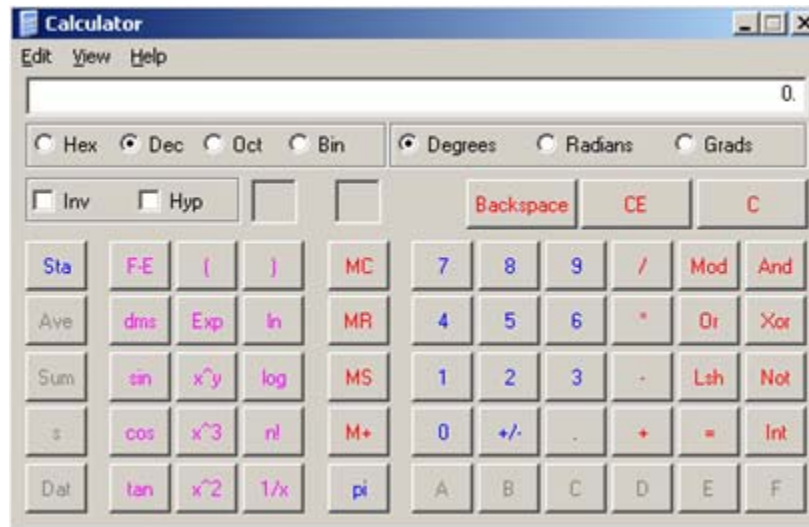 Calculator
Edit View Help
0.
Hex Dec Oct Bin Degrees Radians Grads
Inv Hyp Backspace CE C
Sta F-E ( ) MC 7 8 9 / Mod And
Ave dms Exp ln MR 4 5 6 * Or Xor
Sum sin x^y log MS 1 2 3 - Lsh Not
s cos x^3 n! M+ 0 +/- . + = Int
Dat tan x^2 1/x pi A B C D E F